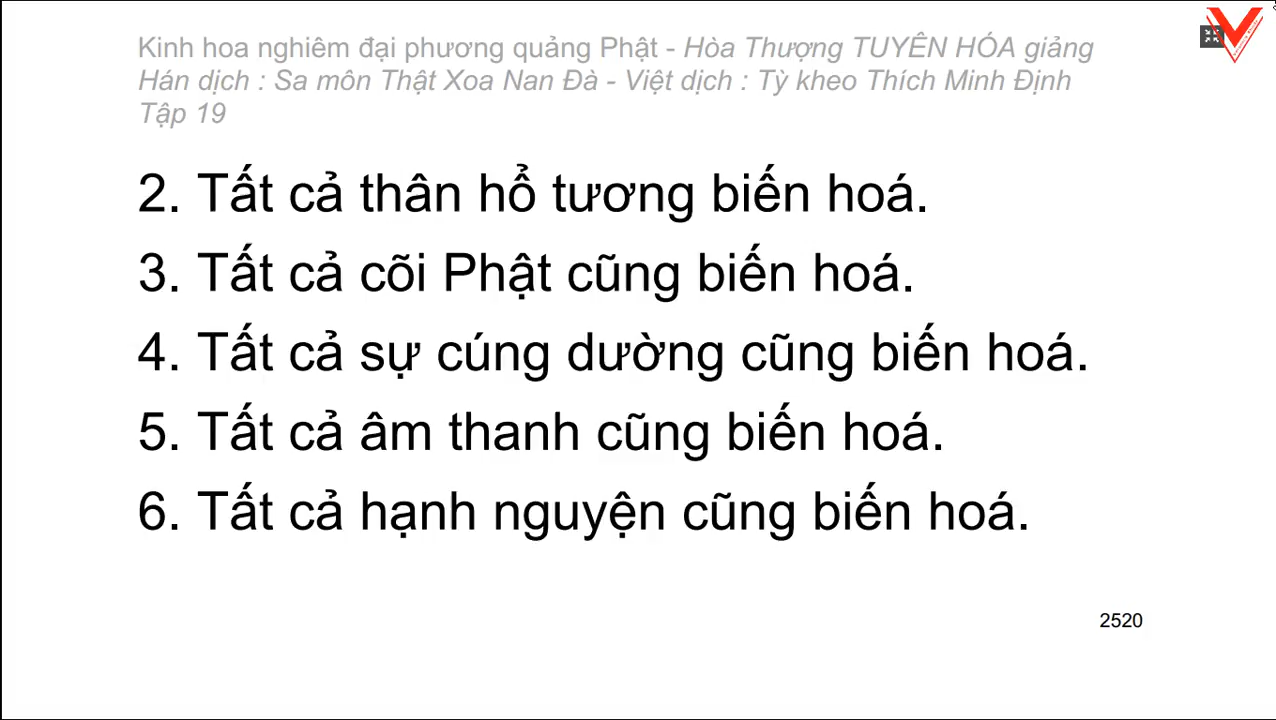 Kinh hoa nghiêm đại phương quảng Phật - Hòa Thượng TUYÊN HÓA giảng
Hán dịch : Sa môn Thật Xoa Nan Đà - Việt dịch : Tỳ kheo Thích Minh Định
Tập 19
2. Tất cả thân hổ tương biến hoá.
3. Tất cả cõi Phật cũng biến hoá.
4. Tất cả sự cúng dường cũng biến hoá.
5. Tất cả âm thanh cũng biến hoá.
6. Tất cả hạnh nguyện cũng biến hoá.
2520